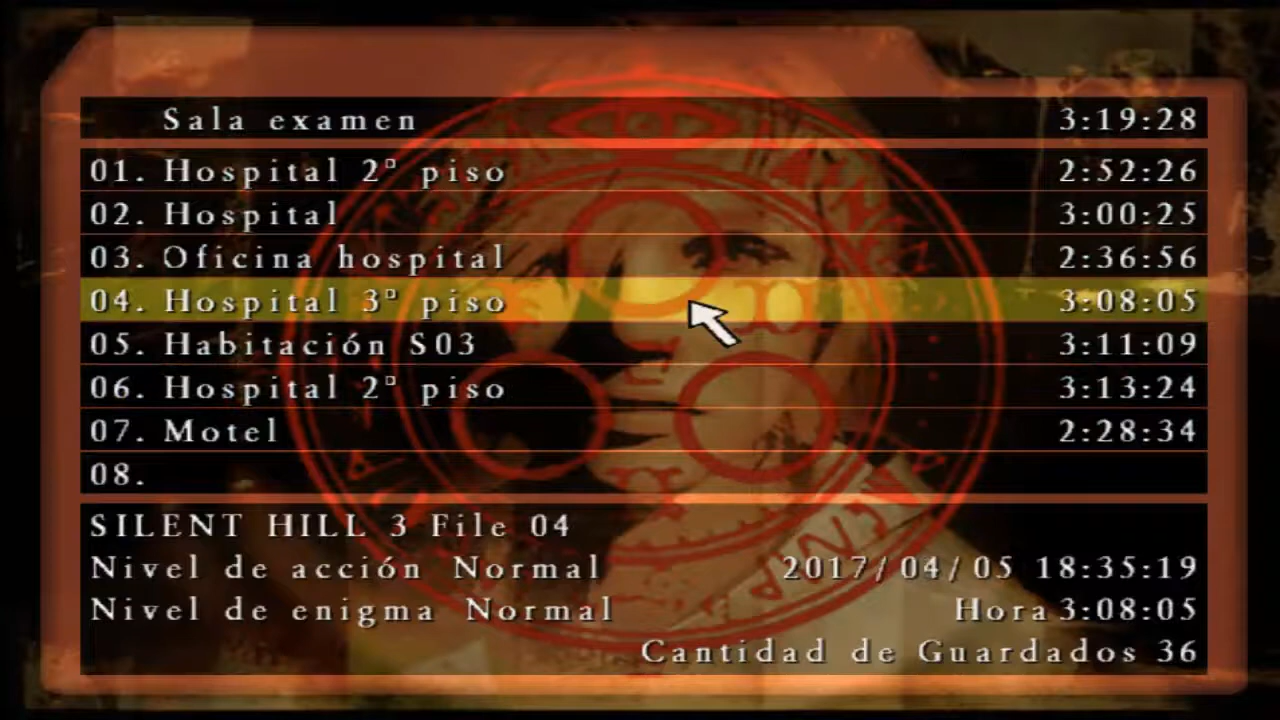 Sala examen 3:19:28
01. Hospital 2º piso 2:52:26
02. Hospital 3:00:25
03. Oficina hospital 2:36:56
04. Hospital 3º piso 3:08:05
05. Habitación S03 3:11:09
06. Hospital 2º piso 3:13:24
07. Motel 2:28:34
08.
SILENT HILL 3 File 04
Nivel de acción Normal 2017/04/05 18:35:19
Nivel de enigma Normal Hora 3:08:05
Cantidad de Guardados 36